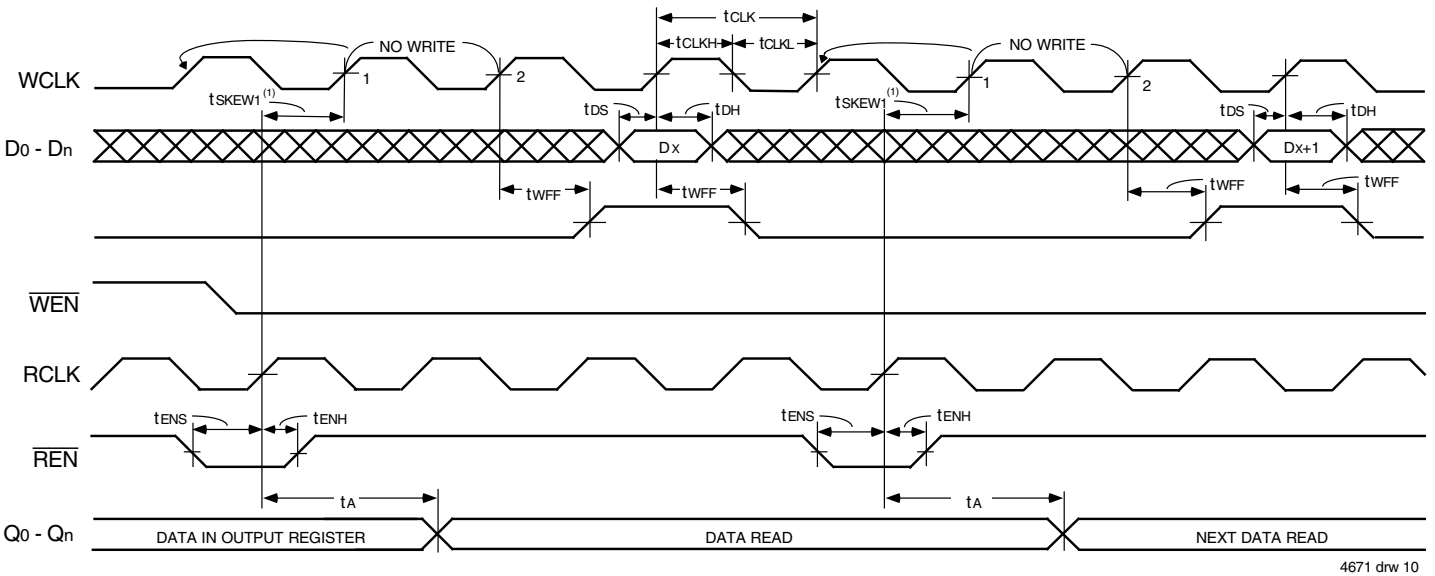 tCLK
NO WRITE tCLKH tCLKL NO WRITE
WCLK 1 2 1 2
tSKEW1(1) tDS tDH tSKEW1(1) tDS tDH
D0 - Dn DX DX+1
tWFF tWFF tWFF tWFF
WEN
RCLK
tENS tENH tENS tENH
REN
tA tA
Q0 - Qn DATA IN OUTPUT REGISTER DATA READ NEXT DATA READ
4671 drw 10